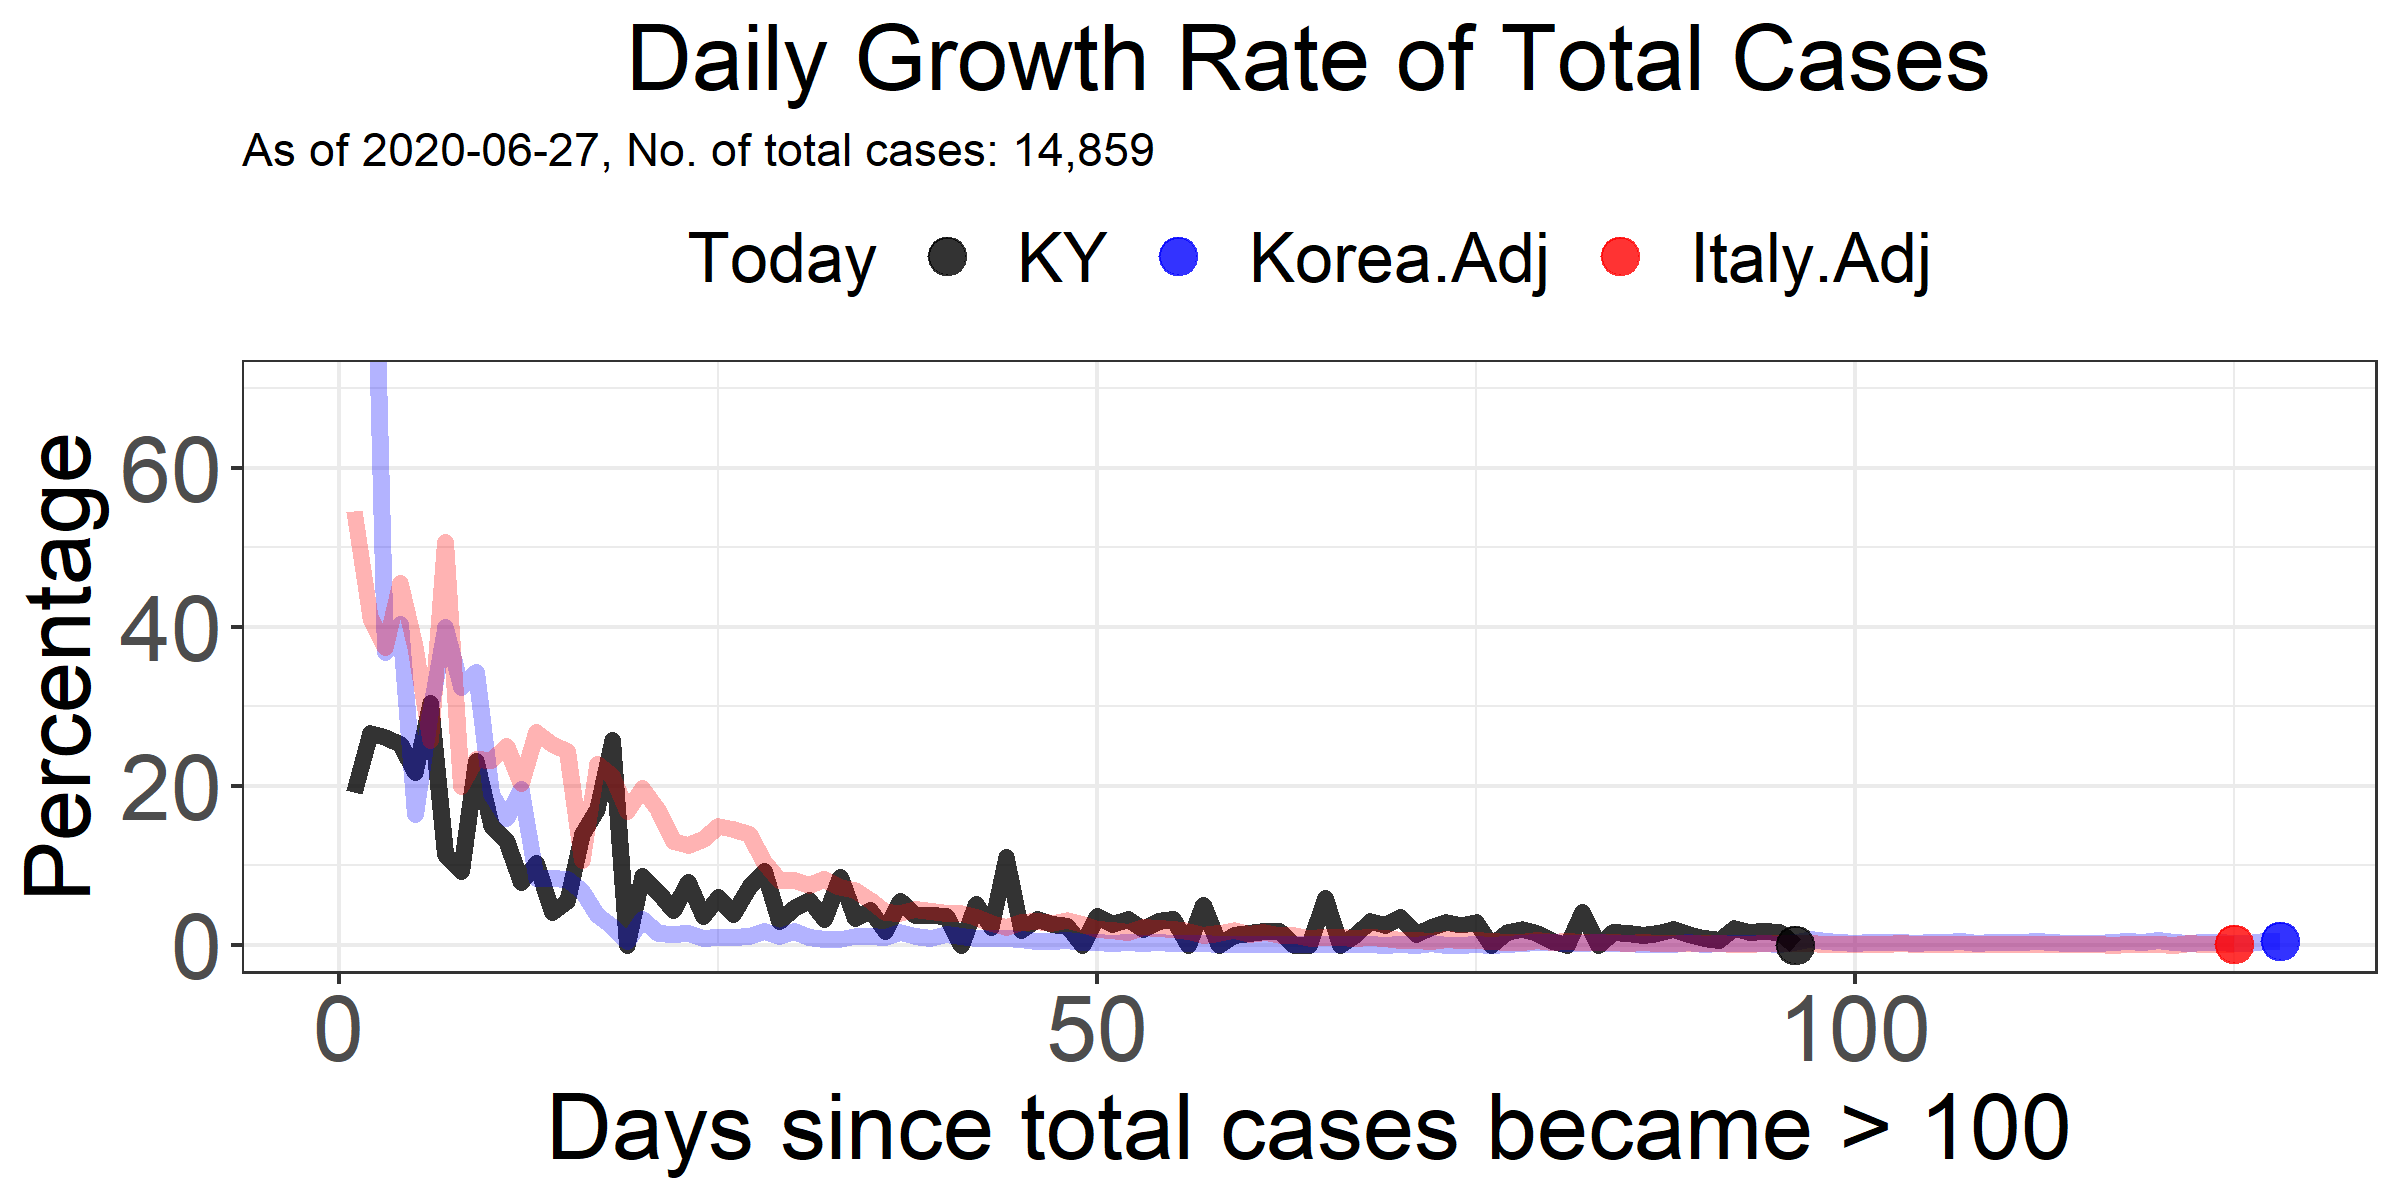 Daily Growth Rate of Total Cases
As of 2020-06-27, No. of total cases: 14,859
Today KY Korea.Adj Italy.Adj
Percentage
60
40
20
0
0 50 100
Days since total cases became > 100